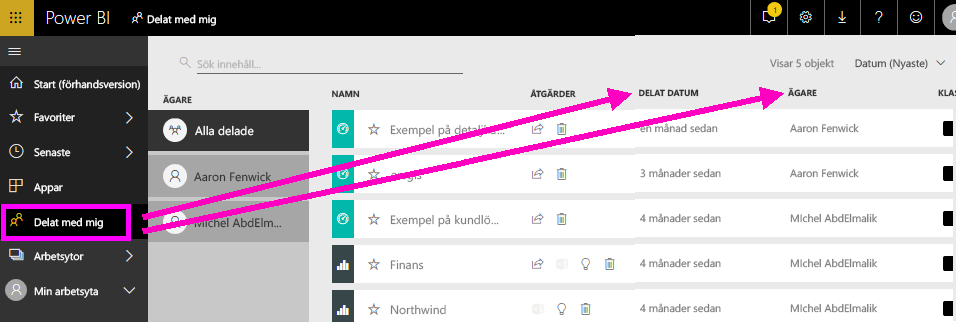 Power BI Delat med mig 1 ?
Sök innehåll... Visar 5 objekt Datum (Nyaste)
Start (förhandsversion)
Favoriter
Senaste
Appar
Delat med mig
Arbetsytor
Min arbetsyta
ÄGARE
Alla delade
Aaron Fenwick
MIchel AbdElm...
NAMN ÅTGÄRDER DELAT DATUM ÄGARE KLAS
Exempel på en månad sedan Aaron Fenwick
3 månader sedan Aaron Fenwick
Exempel på kundlö... 4 månader sedan MIchel AbdElmalik
Finans 4 månader sedan MIchel AbdElmalik
Northwind 4 månader sedan MIchel AbdElmalik